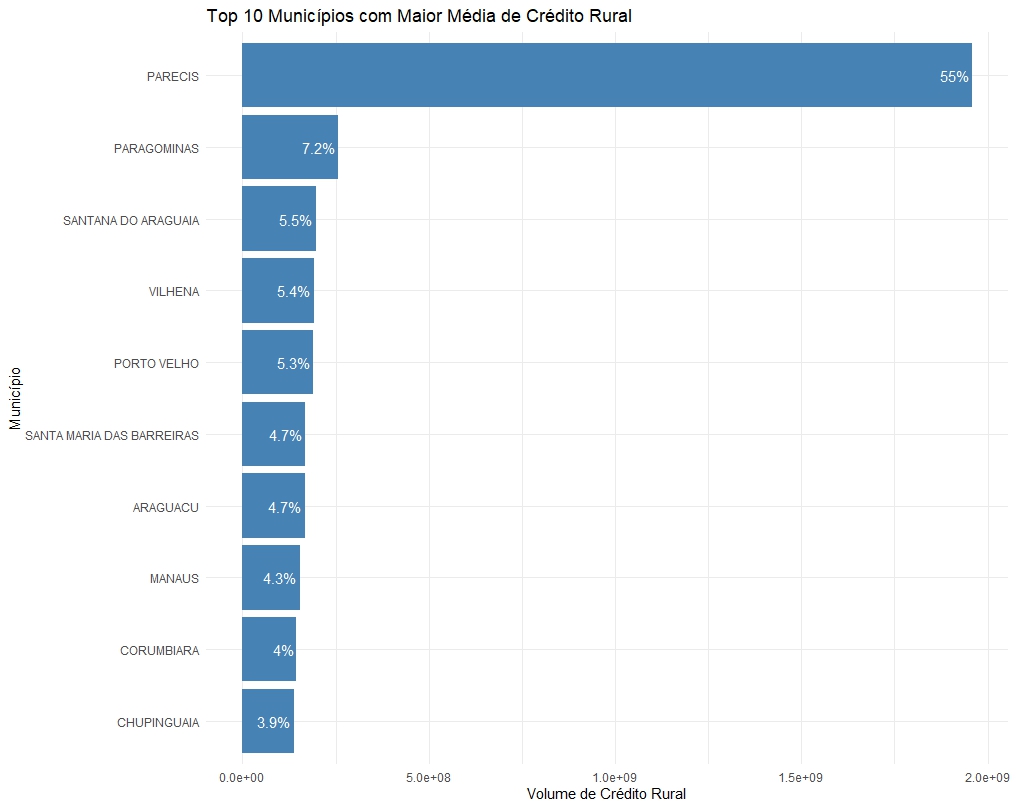 Top 10 Municípios com Maior Média de Crédito Rural
PARECIS
55%
PARAGOMINAS
7.2%
SANTANA DO ARAGUAIA
5.5%
VILHENA
5.4%
PORTO VELHO
5.3%
Município
SANTA MARIA DAS BARREIRAS
4.7%
ARAGUACU
4.7%
MANAUS
4.3%
CORUMBIARA
4%
CHUPINGUAIA
3.9%
0.0e+00 5.0e+08 1.0e+09 1.5e+09 2.0e+09
Volume de Crédito Rural